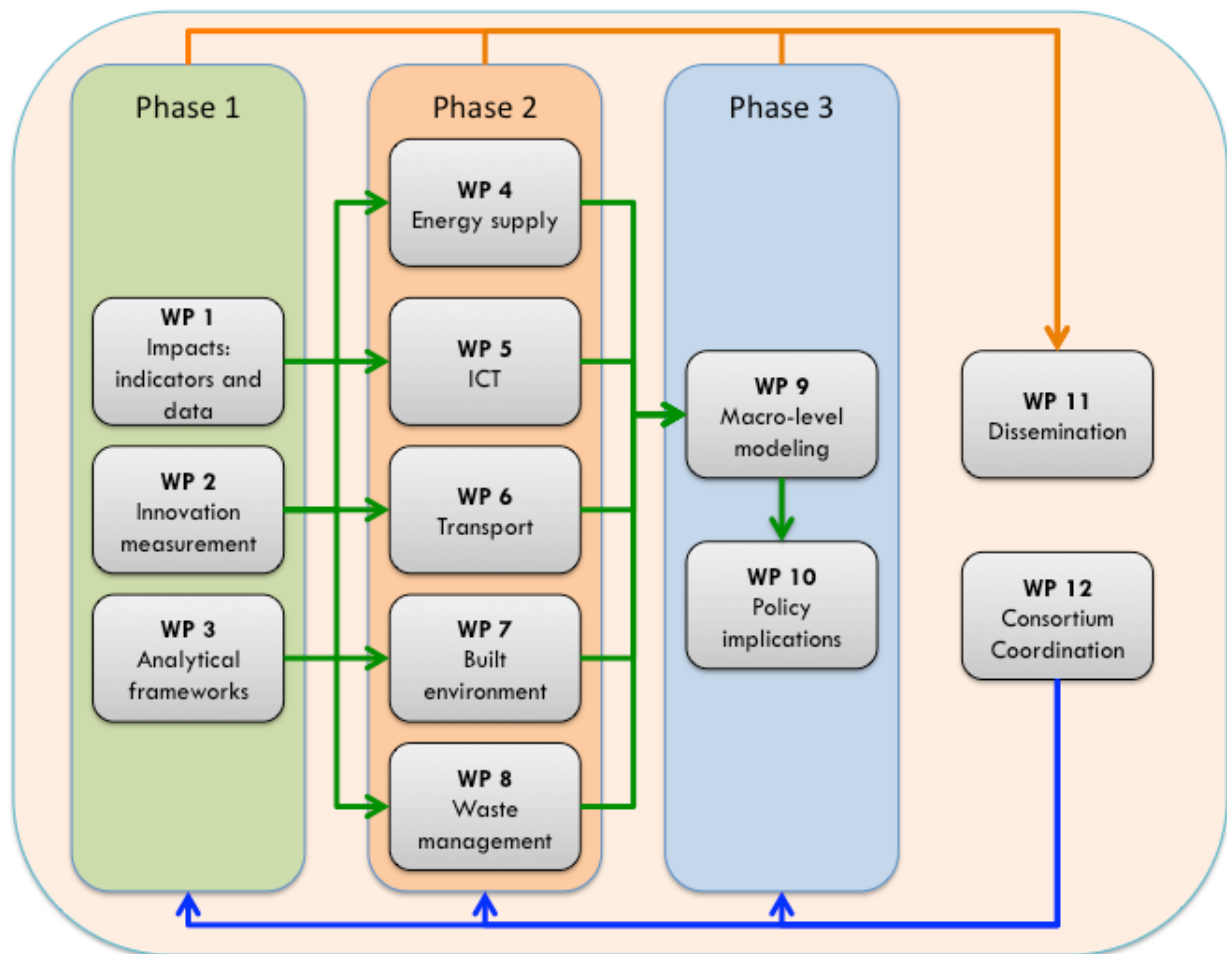 Phase 1
WP 1
Impacts:
indicators and
data
WP 2
Innovation
measurement
WP 3
Analytical
frameworks
Phase 2
WP 4
Energy supply
WP 5
ICT
WP 6
Transport
WP 7
Built
environment
WP 8
Waste
management
Phase 3
WP 9
Macro-level
modeling
WP 10
Policy
implications
WP 11
Dissemination
WP 12
Consortium
Coordination